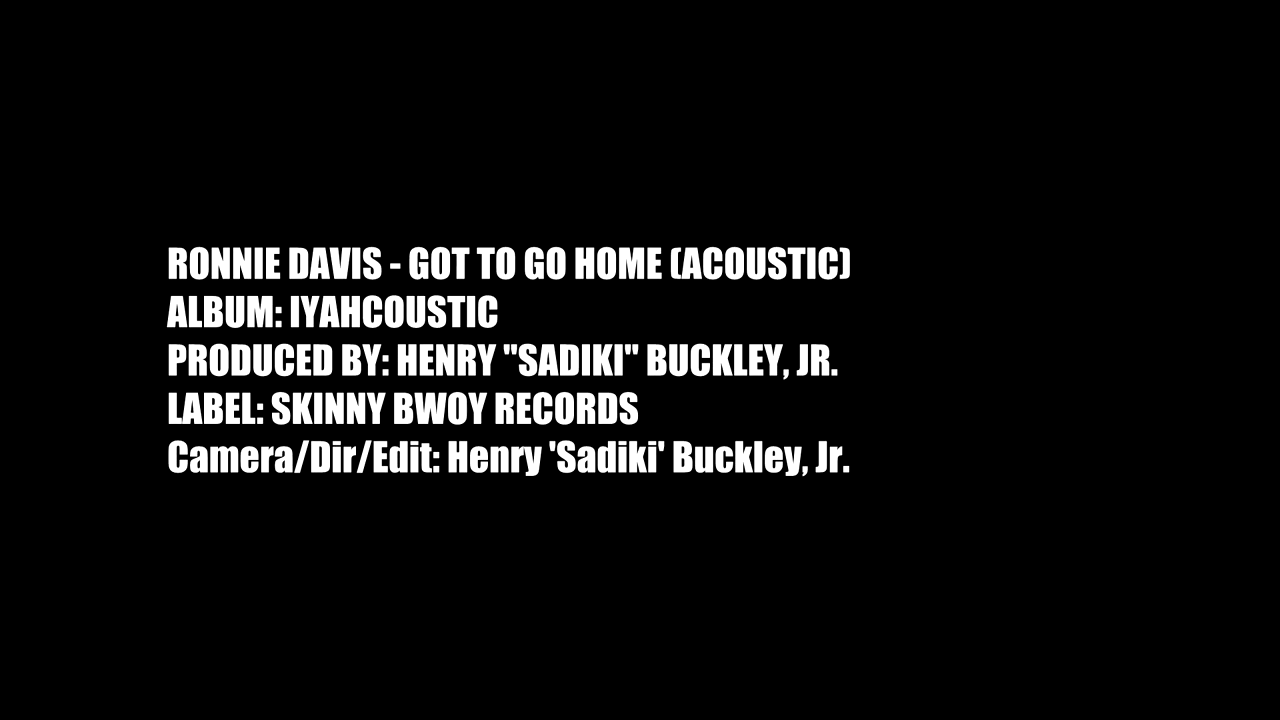 RONNIE DAVIS - GOT TO GO HOME (ACOUSTIC)
ALBUM: IYAHCOUSTIC
PRODUCED BY: HENRY "SADIKI" BUCKLEY, JR.
LABEL: SKINNY BWOY RECORDS
Camera/Dir/Edit: Henry 'Sadiki' Buckley, Jr.